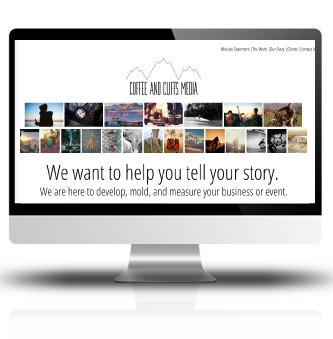 Mission Statement | The Work | Our Story | Clients | Contact U
COFFEE AND CLIFFS MEDIA
We want to help you tell your story.
We are here to develop, mold, and measure your business or event.